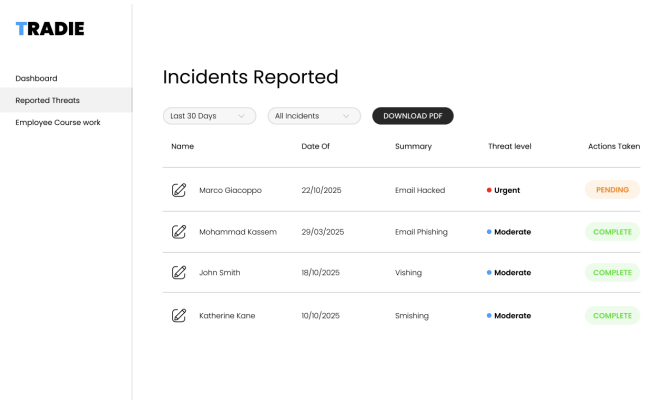 TRADIE
Dashboard
Reported Threats
Employee Course work
Incidents Reported
Last 30 Days
All Incidents
DOWNLOAD PDF
Name Date Of Summary Threat level Actions Taken
Marco Giacoppo 22/10/2025 Email Hacked Urgent PENDING
Mohammad Kassem 29/03/2025 Email Phishing Moderate COMPLETE
John Smith 18/10/2025 Vishing Moderate COMPLETE
Katherine Kane 10/10/2025 Smishing Moderate COMPLETE